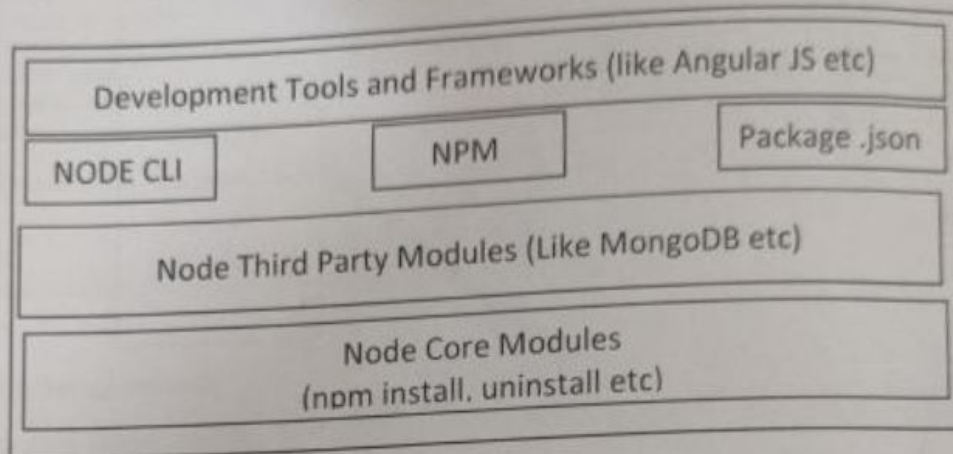 Development Tools and Frameworks (like Angular JS etc)
NODE CLI
NPM
Package .json
Node Third Party Modules (Like MongoDB etc)
Node Core Modules
(npm install, uninstall etc)